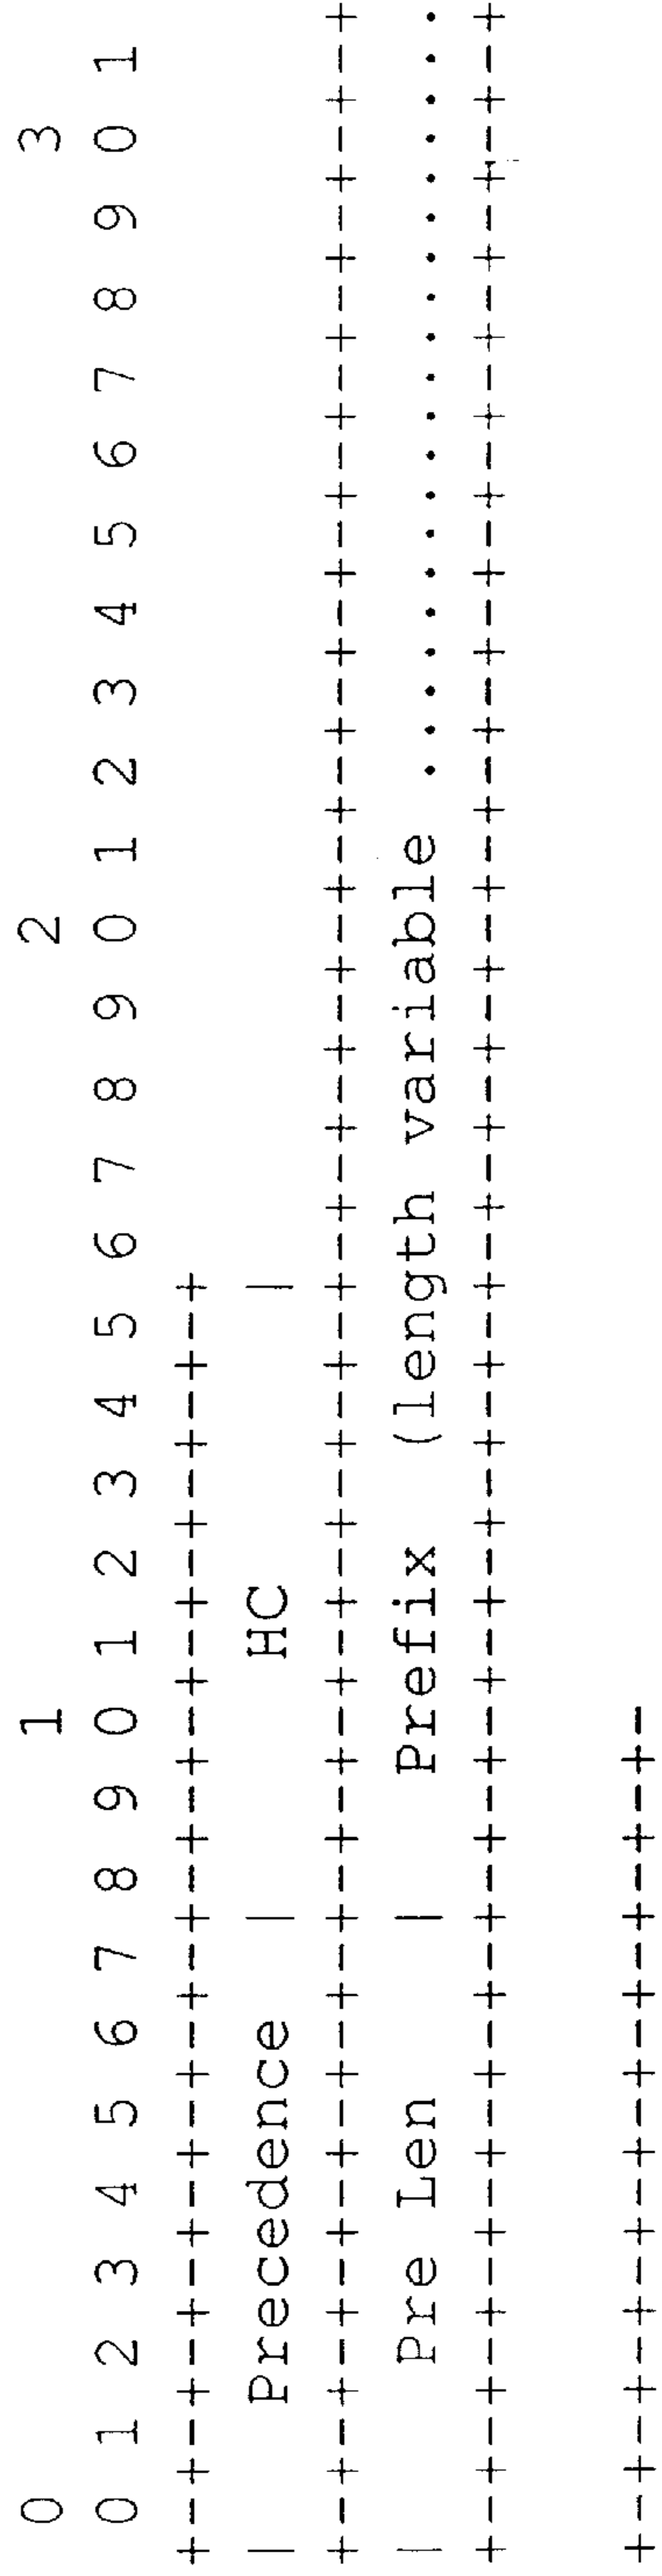 0                   1                   2                   3
 0 1 2 3 4 5 6 7 8 9 0 1 2 3 4 5 6 7 8 9 0 1 2 3 4 5 6 7 8 9 0 1
+-+-+-+-+-+-+-+-+-+-+-+-+-+-+-+-+
|   Precedence  |      HC       |
+-+-+-+-+-+-+-+-+-+-+-+-+-+-+-+-+-+-+-+-+-+-+-+-+-+-+-+-+-+-+-+-+
|    Pre Len    |   Prefix  (length variable ....................
+-+-+-+-+-+-+-+-+-+-+-+-+-+-+-+-+-+-+-+-+-+-+-+-+-+-+-+-+-+-+-+-+
+-+-+-+-+-+-+-+-+-+-+-